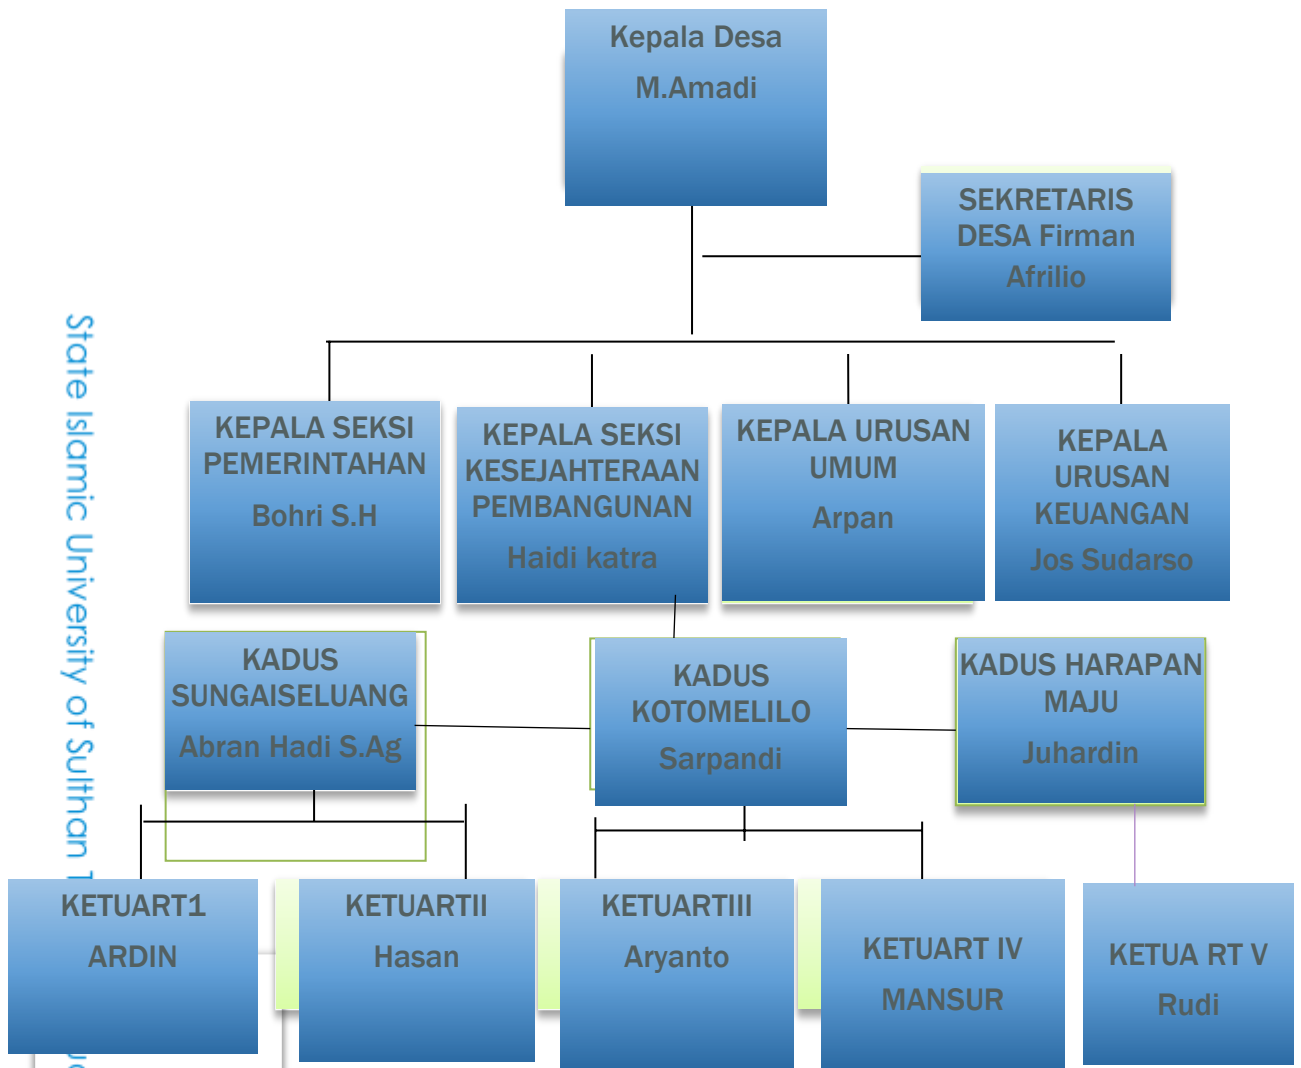 Kepala Desa
M.Amadi
SEKRETARIS
DESA Firman
Afrilio
KEPALA SEKSI
PEMERINTAHAN
Bohri S.H
KEPALA SEKSI
KESEJAHTERAAN
PEMBANGUNAN
Haidi katra
KEPALA URUSAN
UMUM
Arpan
KEPALA
URUSAN
KEUANGAN
Jos Sudarso
KADUS
SUNGAISELUANG
Abran Hadi S.Ag
KADUS
KOTOMELILO
Sarpandi
KADUS HARAPAN
MAJU
Juhardin
KETUART1
ARDIN
KETUARTII
Hasan
KETUARTIII
Aryanto
KETUART IV
MANSUR
KETUA RT V
Rudi
State Islamic University of Sulthan